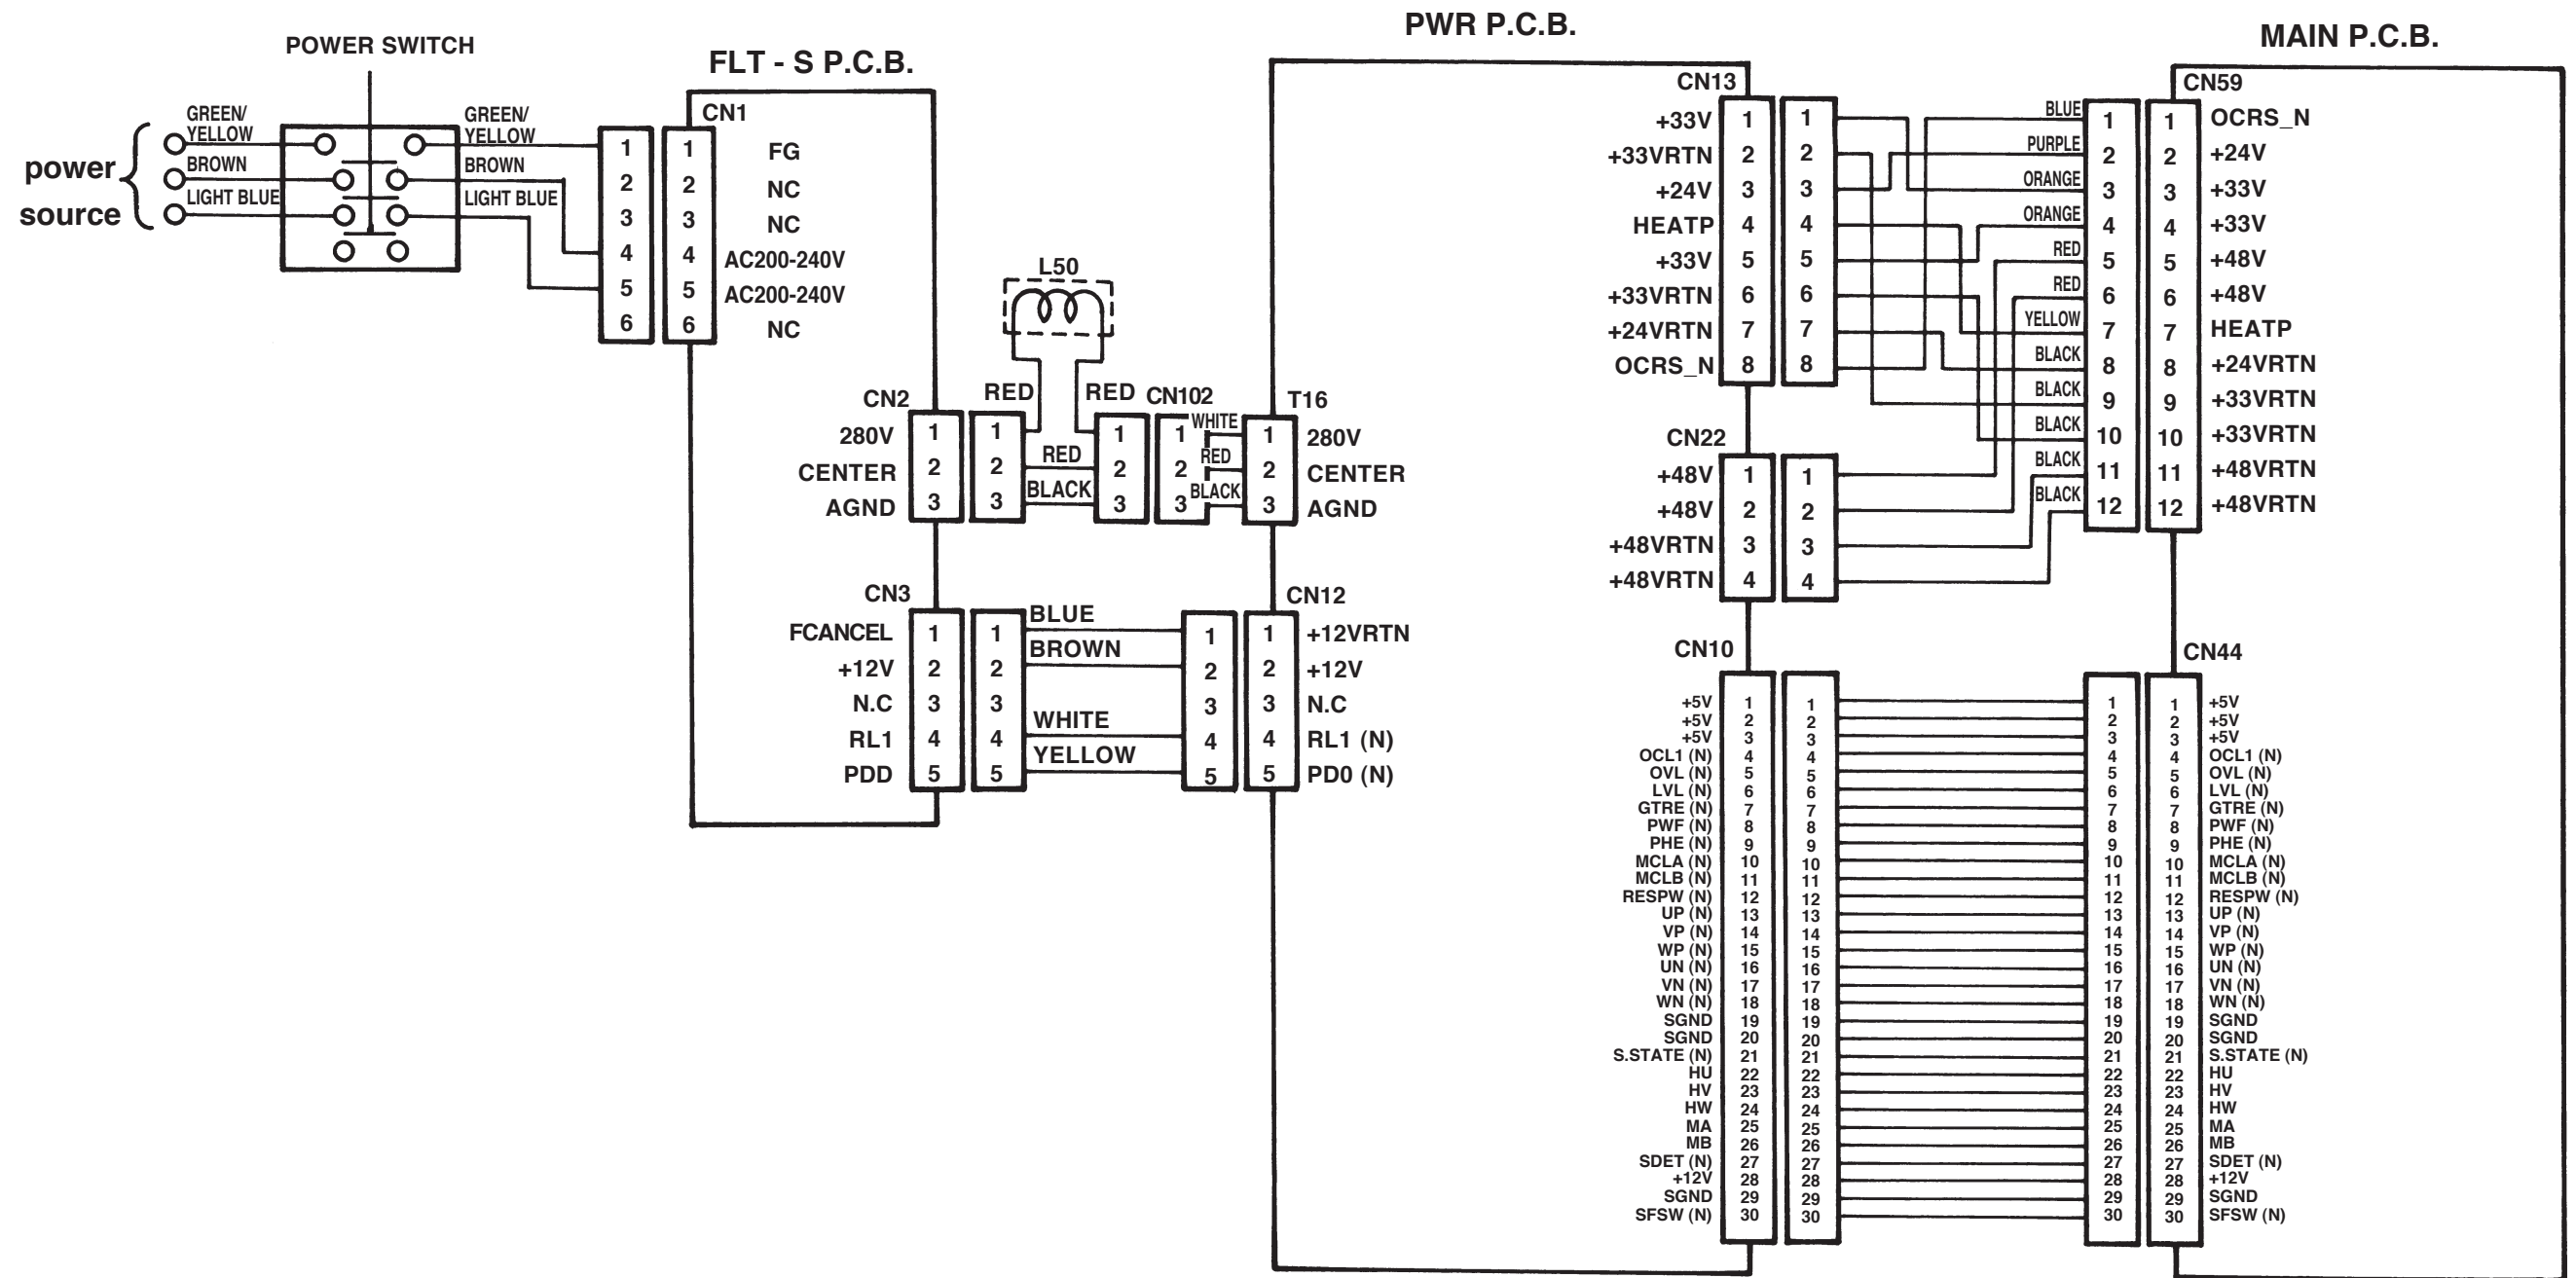 PWR P.C.B.
MAIN P.C.B.
POWER SWITCH
FLT - S P.C.B.
power
source
GREEN/
YELLOW
BROWN
LIGHT BLUE
GREEN/
YELLOW
BROWN
LIGHT BLUE
CN1
1 1 FG
2 2 NC
3 3 NC
4 4 AC200-240V
5 5 AC200-240V
6 6 NC
L50
CN2 RED RED CN102 T16
280V 1 1 1 1 WHITE 1 280V
CENTER 2 2 RED 2 2 RED 2 CENTER
AGND 3 3 BLACK 3 3 BLACK 3 AGND
CN3 CN12
FCANCEL 1 1 BLUE 1 1 +12VRTN
+12V 2 2 BROWN 2 2 +12V
N.C 3 3 3 3 N.C
RL1 4 4 WHITE 4 4 RL1 (N)
PDD 5 5 YELLOW 5 5 PD0 (N)
CN13
+33V 1 1
+33VRTN 2 2
+24V 3 3
HEATP 4 4
+33V 5 5
+33VRTN 6 6
+24VRTN 7 7
OCRS_N 8 8
CN22
+48V 1 1
+48V 2 2
+48VRTN 3 3
+48VRTN 4 4
CN59
BLUE 1 1 OCRS_N
PURPLE 2 2 +24V
ORANGE 3 3 +33V
ORANGE 4 4 +33V
RED 5 5 +48V
RED 6 6 +48V
YELLOW 7 7 HEATP
BLACK 8 8 +24VRTN
BLACK 9 9 +33VRTN
BLACK 10 10 +33VRTN
BLACK 11 11 +48VRTN
BLACK 12 12 +48VRTN
CN10 CN44
+5V 1 1 1 1 +5V
+5V 2 2 2 2 +5V
+5V 3 3 3 3 +5V
OCL1 (N) 4 4 4 4 OCL1 (N)
OVL (N) 5 5 5 5 OVL (N)
LVL (N) 6 6 6 6 LVL (N)
GTRE (N) 7 7 7 7 GTRE (N)
PWF (N) 8 8 8 8 PWF (N)
PHE (N) 9 9 9 9 PHE (N)
MCLA (N) 10 10 10 10 MCLA (N)
MCLB (N) 11 11 11 11 MCLB (N)
RESPW (N) 12 12 12 12 RESPW (N)
UP (N) 13 13 13 13 UP (N)
VP (N) 14 14 14 14 VP (N)
WP (N) 15 15 15 15 WP (N)
UN (N) 16 16 16 16 UN (N)
VN (N) 17 17 17 17 VN (N)
WN (N) 18 18 18 18 WN (N)
SGND 19 19 19 19 SGND
SGND 20 20 20 20 SGND
S.STATE (N) 21 21 21 21 S.STATE (N)
HU 22 22 22 22 HU
HV 23 23 23 23 HV
HW 24 24 24 24 HW
MA 25 25 25 25 MA
MB 26 26 26 26 MB
SDET (N) 27 27 27 27 SDET (N)
+12V 28 28 28 28 +12V
SGND 29 29 29 29 SGND
SFSW (N) 30 30 30 30 SFSW (N)